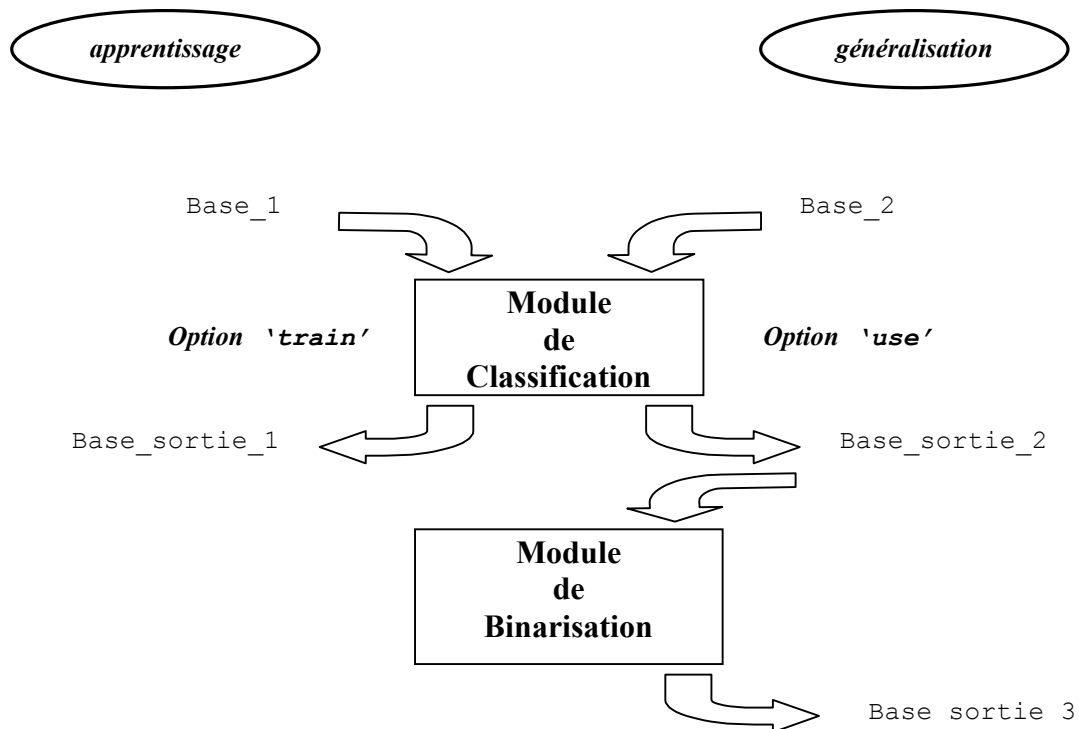 apprentissage
généralisation
Base_1
Base_2
Module
de
Classification
Option ‘train’
Option ‘use’
Base_sortie_1
Base_sortie_2
Module
de
Binarisation
Base sortie 3